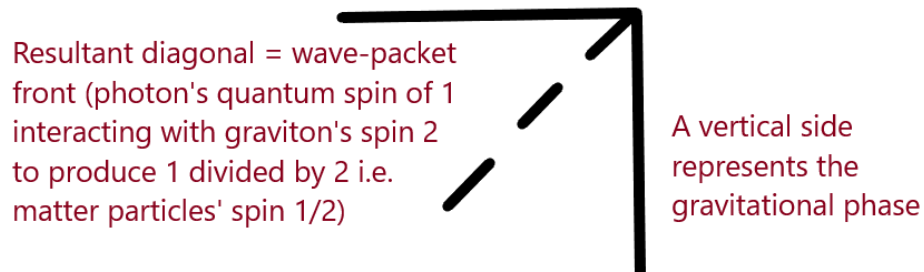 Resultant diagonal = wave-packet
front (photon's quantum spin of 1
interacting with graviton's spin 2
to produce 1 divided by 2 i.e.
matter particles' spin 1/2)
A vertical side
represents the
gravitational phase